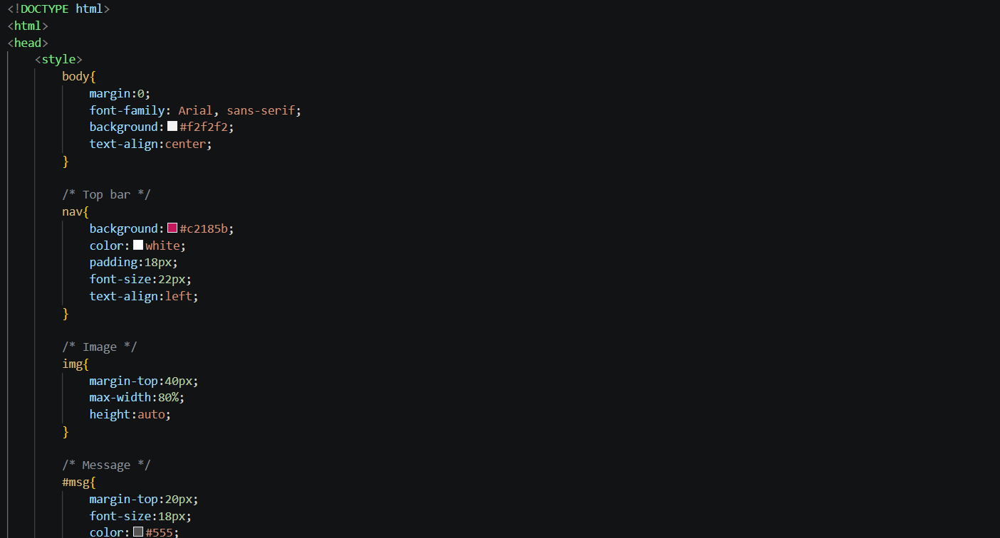 <!DOCTYPE html>
<html>
<head>
    <style>
        body{
            margin:0;
            font-family: Arial, sans-serif;
            background:#f2f2f2;
            text-align:center;
        }

        /* Top bar */
        nav{
            background:#c2185b;
            color:white;
            padding:18px;
            font-size:22px;
            text-align:left;
        }

        /* Image */
        img{
            margin-top:40px;
            max-width:80%;
            height:auto;
        }

        /* Message */
        #msg{
            margin-top:20px;
            font-size:18px;
            color:#555;